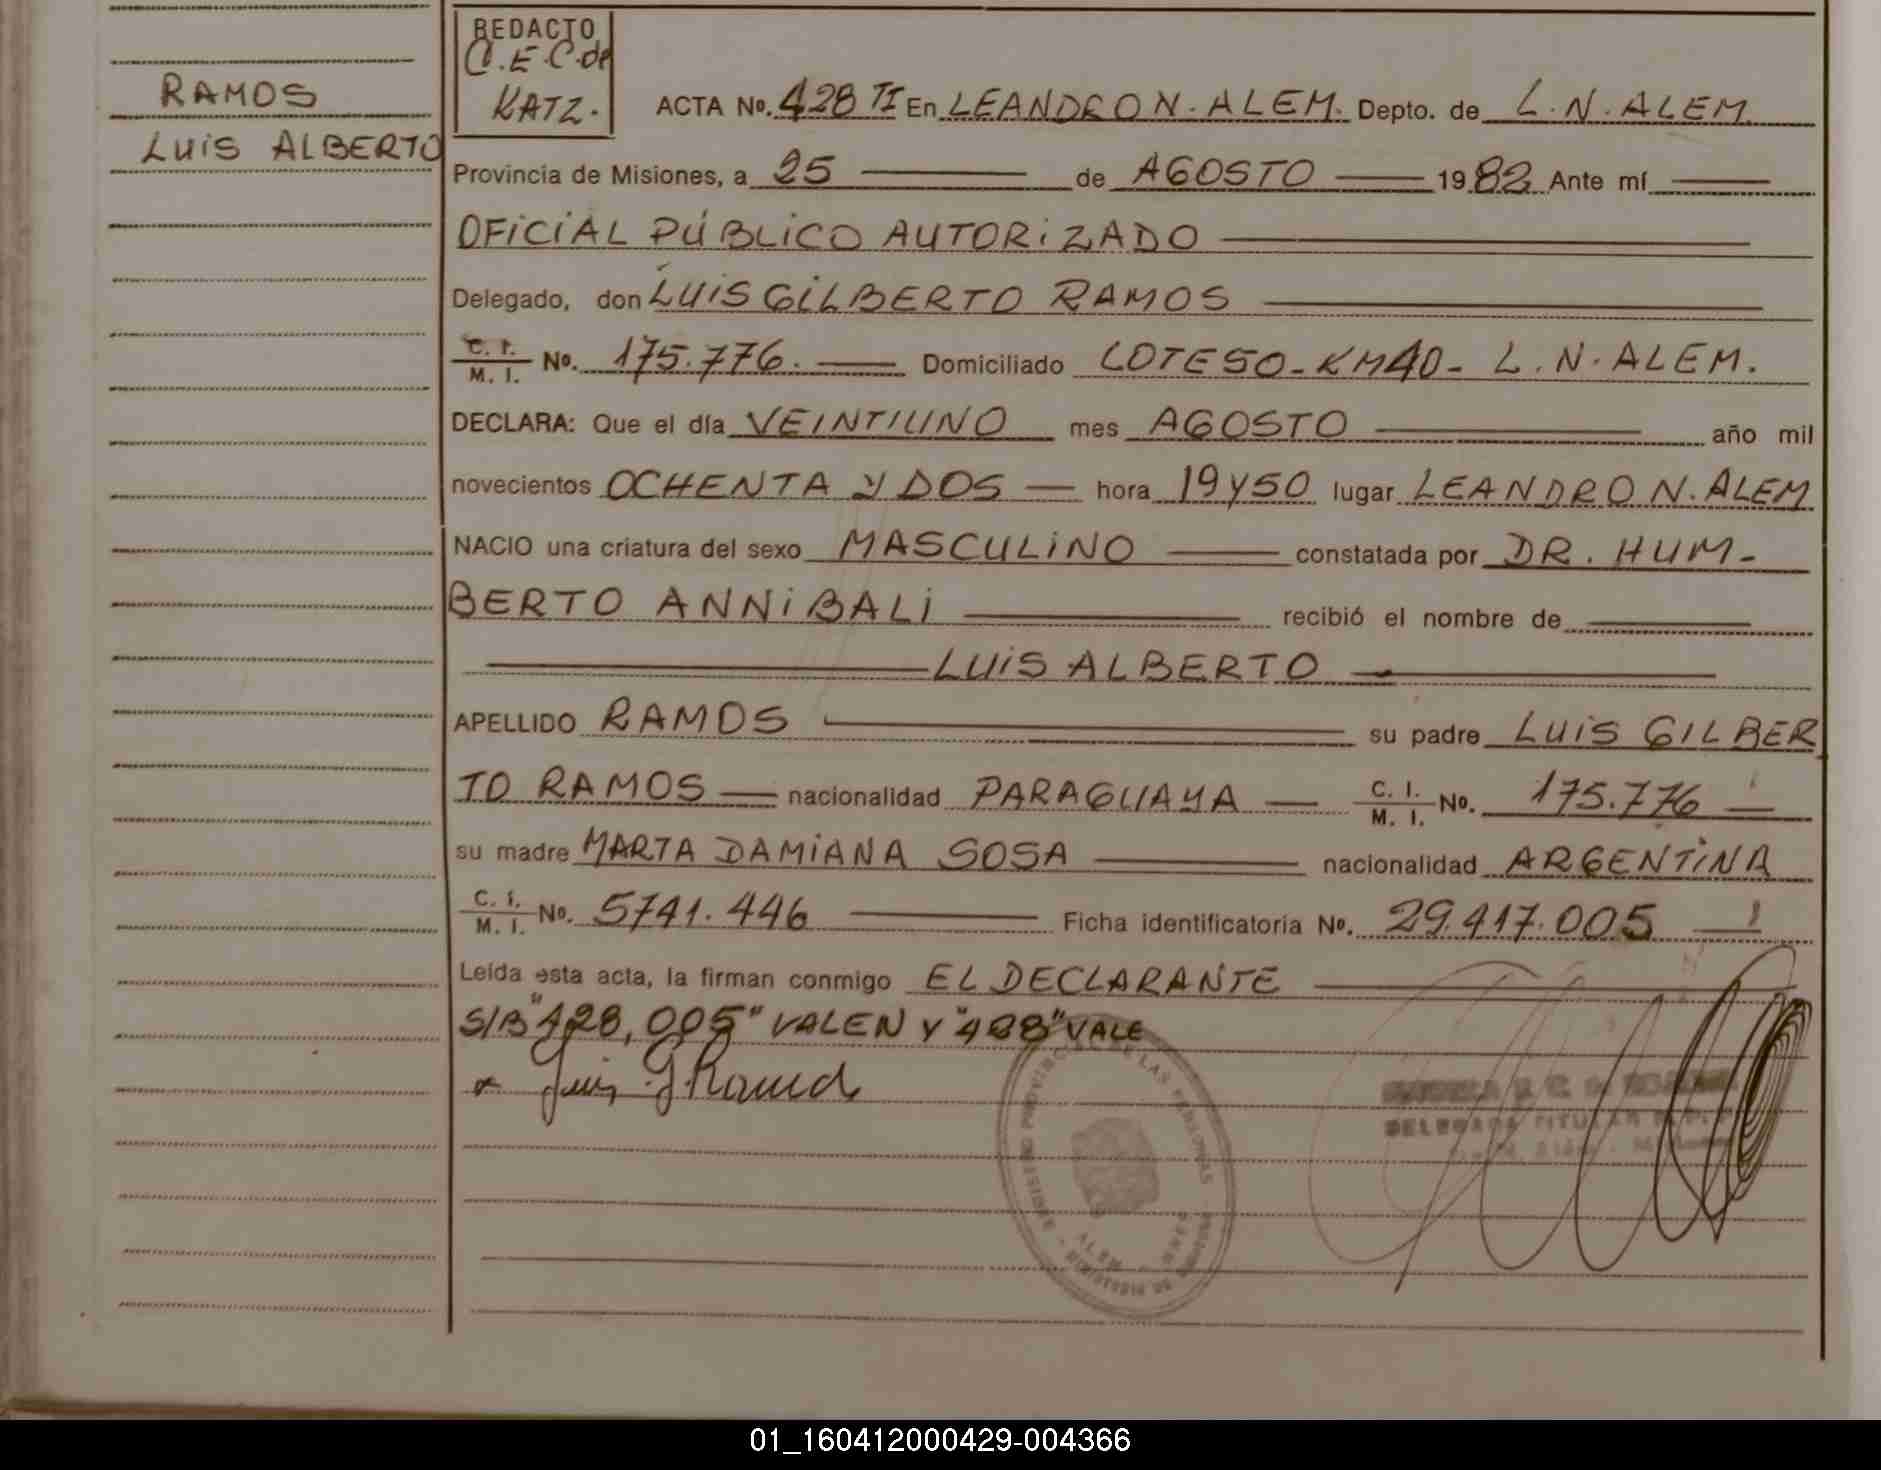 REDACTO
C.E.C de
KATZ.
RAMOS
LUIS ALBERTO
ACTA No. 428 TI En LEANDRO N. ALEM. Depto. de L.N. ALEM
Provincia de Misiones, a 25 de AGOSTO 1982 Ante mí
OFICIAL PÚBLICO AUTORIZADO
Delegado, don LUIS GILBERTO RAMOS
C. I. M. I. No. 175.776. Domiciliado LOTE 50-KM 40- L.N. ALEM.
DECLARA: Que el día VEINTIUNO mes AGOSTO año mil
novecientos OCHENTA Y DOS hora 19 Y 50 lugar LEANDRO N. ALEM
NACIO una criatura del sexo MASCULINO constatada por DR. HUM-
BERTO ANNIBALI recibió el nombre de
LUIS ALBERTO
APELLIDO RAMOS su padre LUIS GILBER
TO RAMOS nacionalidad PARAGUAYA C. I. M. I. No. 175.776
su madre MARTA DAMIANA SOSA nacionalidad ARGENTINA
C. I. M. I. No. 5741.446 Ficha identificatoria No. 29.417.005
Leída esta acta, la firman conmigo EL DECLARANTE
S/B "428, 005" VALEN Y "428" VALE
DELEGADA TITULAR
01_160412000429-004366